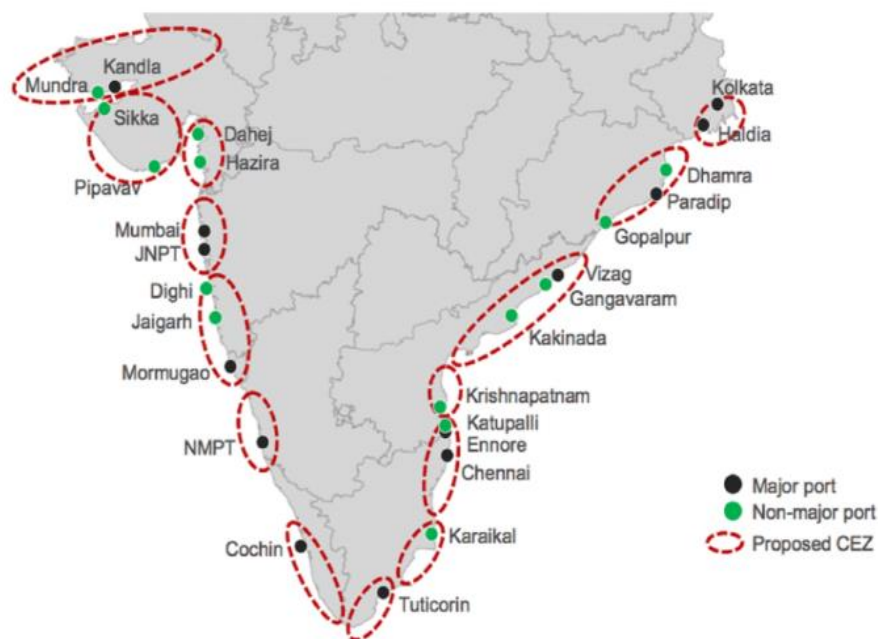 Kandla
Mundra
Sikka
Dahej
Hazira
Pipavav
Mumbai
JNPT
Dighi
Jaigarh
Mormugao
NMPT
Cochin
Kolkata
Haldia
Dhamra
Paradip
Gopalpur
Vizag
Gangavaram
Kakinada
Krishnapatnam
Katupalli
Ennore
Chennai
Karaikal
Tuticorin
Major port
Non-major port
Proposed CEZ